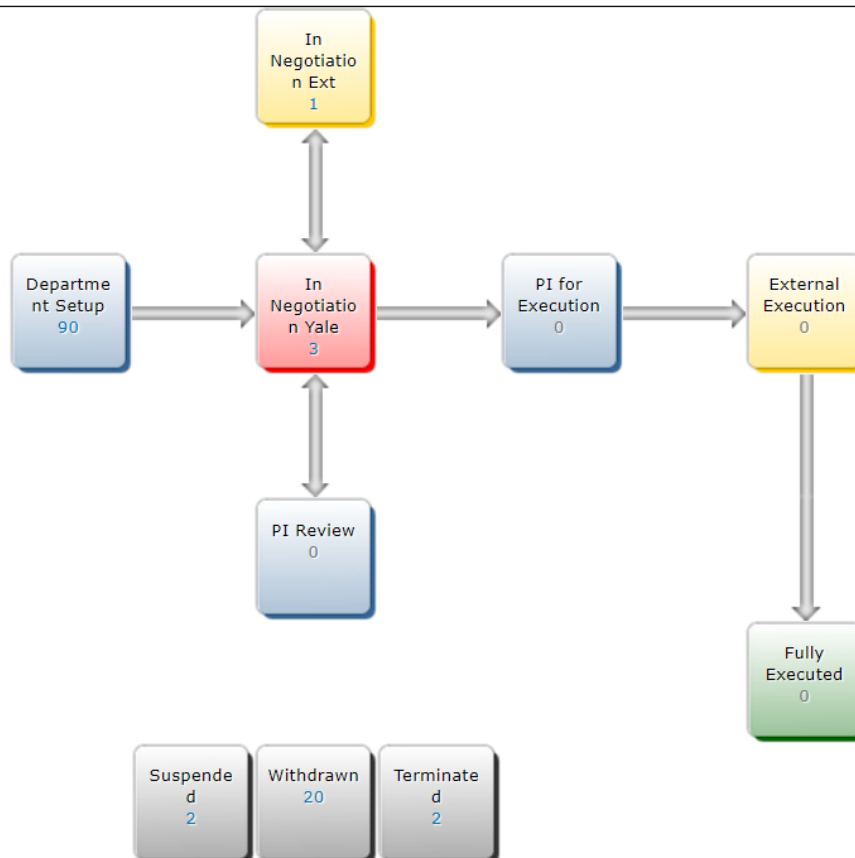 In
Negotiatio
n Ext
1
Departme
nt Setup
90
In
Negotiatio
n Yale
3
PI for
Execution
0
External
Execution
0
PI Review
0
Fully
Executed
0
Suspende
d
2
Withdrawn
20
Terminate
d
2